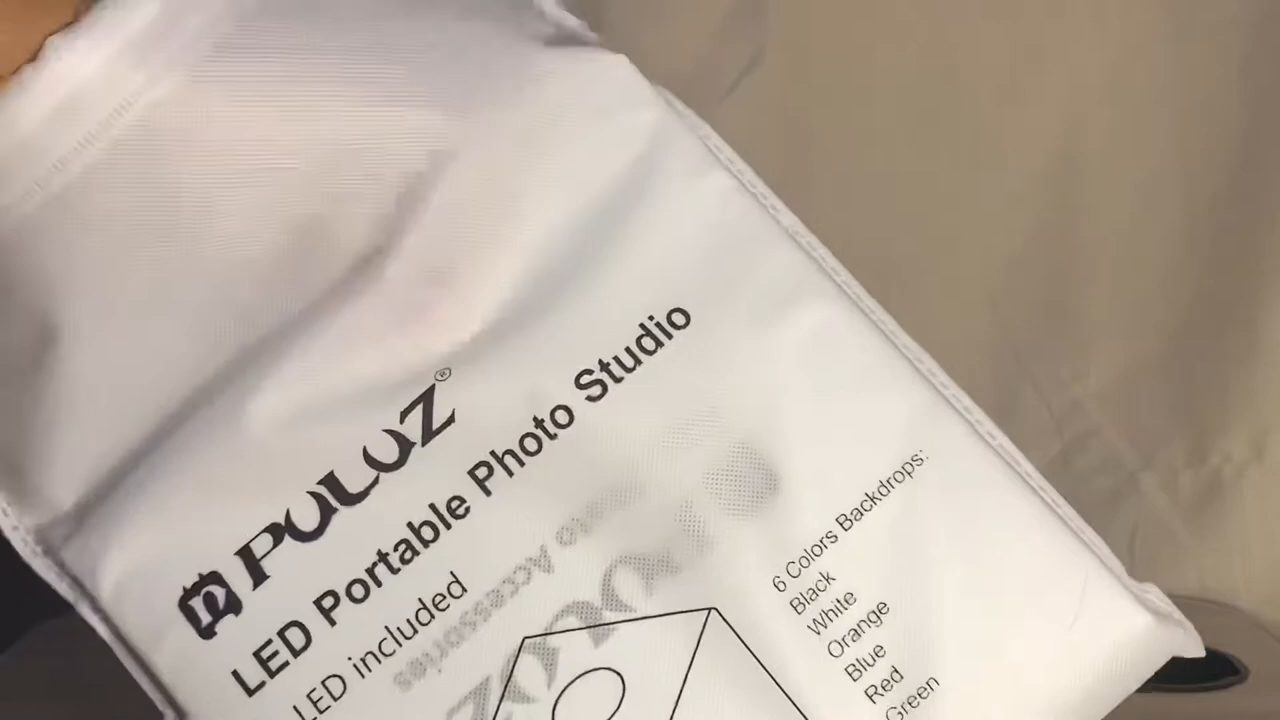 PULUZ®
LED Portable Photo Studio
LED included
6 Colors Backdrops:
Black
White
Orange
Blue
Red
Green